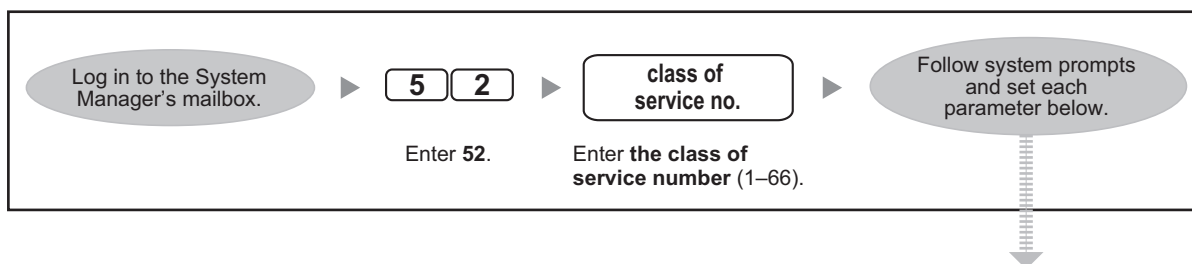 Log in to the System
Manager's mailbox.
5 2
Enter 52.
class of
service no.
Enter the class of
service number (1–66).
Follow system prompts
and set each
parameter below.